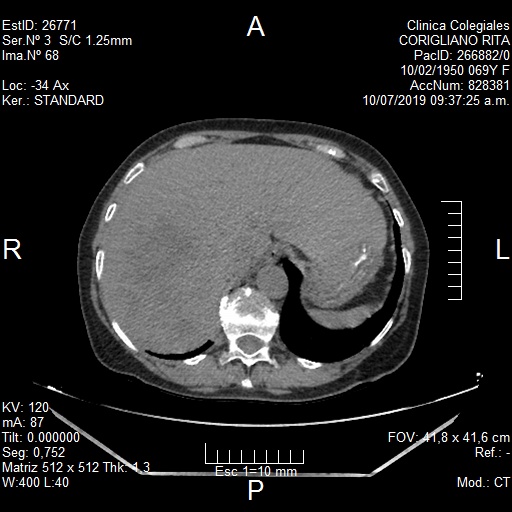 EstID: 26771
Ser.Nº 3 S/C 1.25mm
Ima.Nº 68
Loc: -34 Ax
Ker.: STANDARD
A
Clinica Colegiales
CORIGLIANO RITA
PacID: 266882/0
10/02/1950 069Y F
AccNum: 828381
10/07/2019 09:37:25 a.m.
R
L
KV: 120
mA: 87
Tilt: 0.000000
Seg: 0,752
Matriz 512 x 512 Thk: 1.3
W:400 L:40
Esc 1=10 mm
P
FOV: 41,8 x 41,6 cm
Ref.: -
Mod.: CT